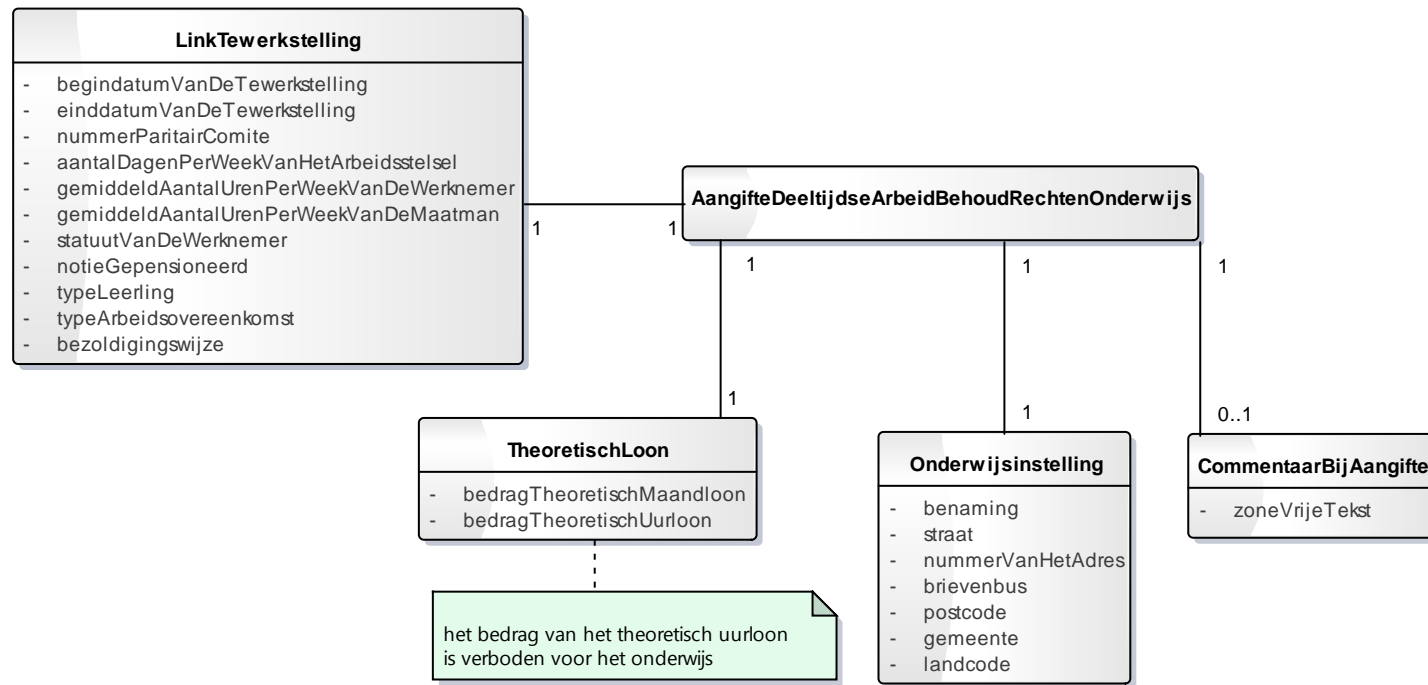 LinkTewerkstelling
- begindatumVanDeTewerkstelling
- einddatumVanDeTewerkstelling
- nummerParitairComite
- aantalDagenPerWeekVanHetArbeidsstelsel
- gemiddeldAantalUrenPerWeekVanDeWerknemer
- gemiddeldAantalUrenPerWeekVanDeMaatman
- statuutVanDeWerknemer
- notieGepensioneerd
- typeLeerling
- typeArbeidsovereenkomst
- bezoldigingswijze
AangifteDeeltijdseArbeidBehoudRechtenOnderwijs
1 1
1 1 1
1 1 0..1
TheoretischLoon
- bedragTheoretischMaandloon
- bedragTheoretischUurloon
het bedrag van het theoretisch uurloon
is verboden voor het onderwijs
Onderwijsinstelling
- benaming
- straat
- nummerVanHetAdres
- brievenbus
- postcode
- gemeente
- landcode
CommentaarBijAangifte
- zoneVrijeTekst